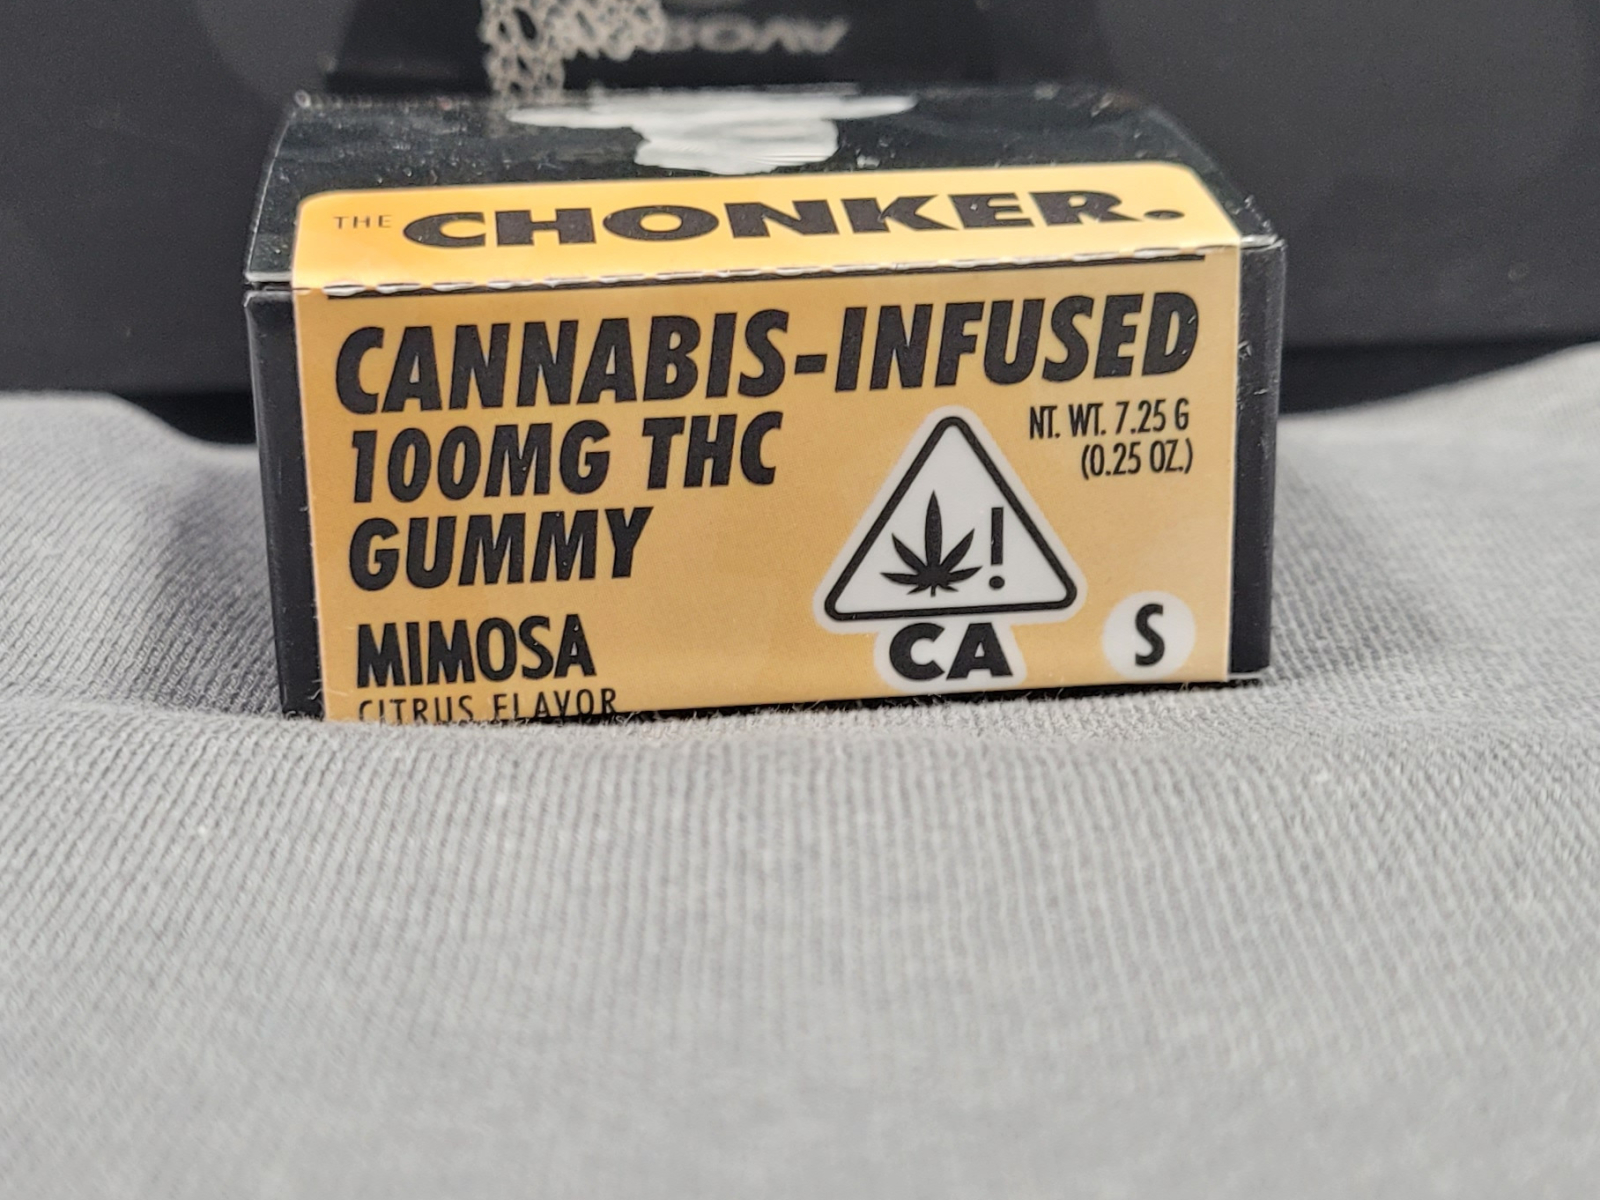 THE CHONKER.
CANNABIS-INFUSED
100MG THC
GUMMY
NT. WT. 7.25 G
(0.25 OZ.)
MIMOSA
CITRUS FLAVOR
!
CA
S